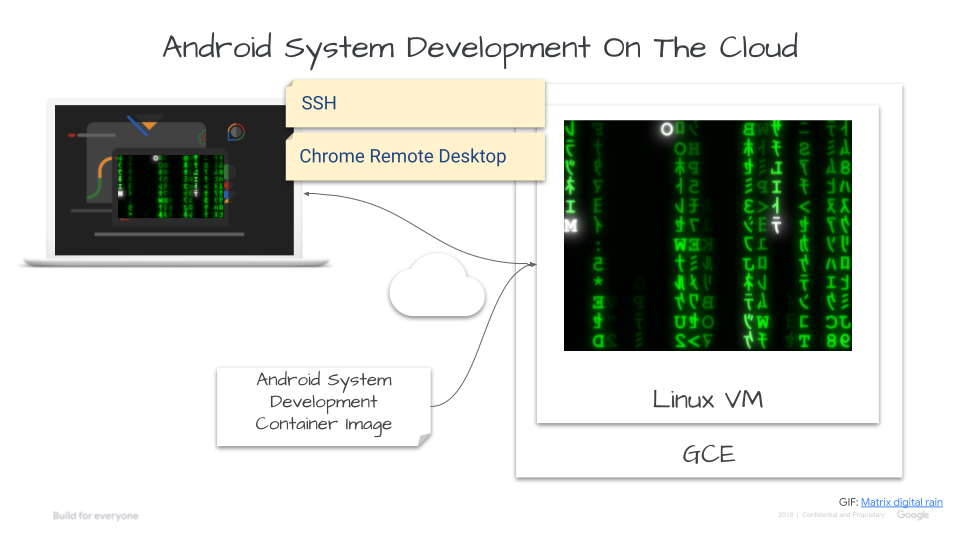 Android System Development On The Cloud
SSH
Chrome Remote Desktop
Android System
Development
Container Image
Linux VM
GCE
GIF: Matrix digital rain
Build for everyone
2018 | Confidential and Proprietary
Google